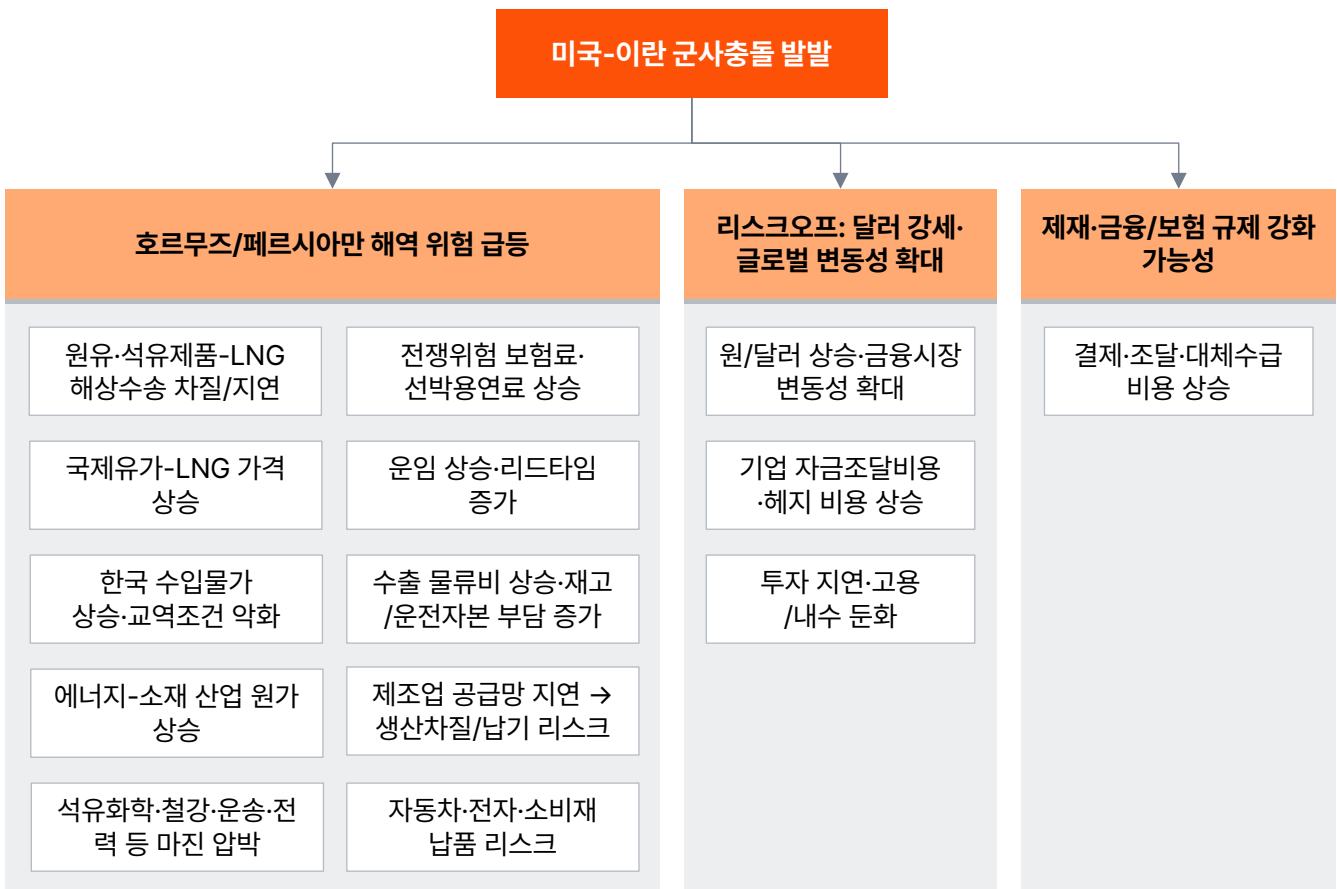 미국-이란 군사충돌 발발
호르무즈/페르시아만 해역 위험 급등
원유·석유제품-LNG
해상수송 차질/지연
국제유가-LNG 가격
상승
한국 수입물가
상승·교역조건 악화
에너지-소재 산업 원가
상승
석유화학·철강·운송·전
력 등 마진 압박
전쟁위험 보험료·
선박용연료 상승
운임 상승·리드타임
증가
수출 물류비 상승·재고
/운전자본 부담 증가
제조업 공급망 지연 →
생산차질/납기 리스크
자동차·전자·소비재
납품 리스크
리스크오프: 달러 강세·
글로벌 변동성 확대
원/달러 상승·금융시장
변동성 확대
기업 자금조달비용
·헤지 비용 상승
투자 지연·고용
/내수 둔화
제재·금융/보험 규제 강화
가능성
결제·조달·대체수급
비용 상승